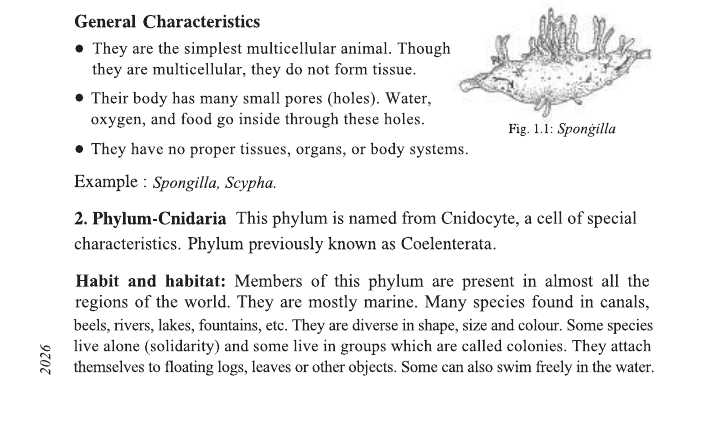 General Characteristics
• They are the simplest multicellular animal. Though
they are multicellular, they do not form tissue.
• Their body has many small pores (holes). Water,
oxygen, and food go inside through these holes.
Fig. 1.1: Spongilla
• They have no proper tissues, organs, or body systems.
Example : Spongilla, Scypha.
2. Phylum-Cnidaria This phylum is named from Cnidocyte, a cell of special
characteristics. Phylum previously known as Coelenterata.
Habit and habitat: Members of this phylum are present in almost all the
regions of the world. They are mostly marine. Many species found in canals,
beels, rivers, lakes, fountains, etc. They are diverse in shape, size and colour. Some species
live alone (solidarity) and some live in groups which are called colonies. They attach
themselves to floating logs, leaves or other objects. Some can also swim freely in the water.
2026